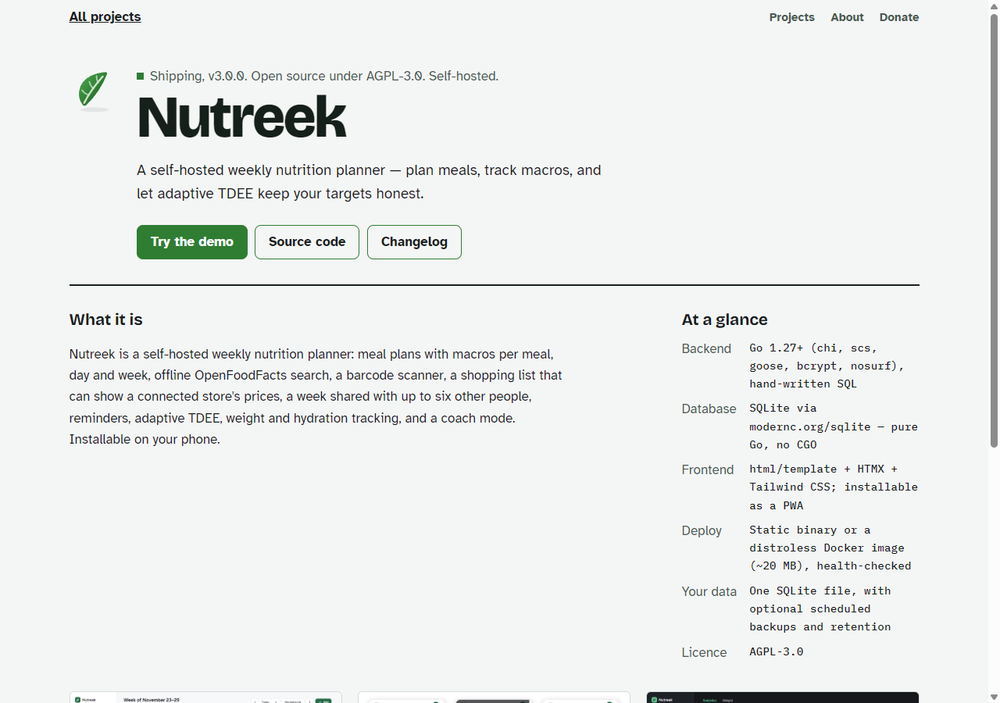 All projects
Projects About Donate
Shipping, v3.0.0. Open source under AGPL-3.0. Self-hosted.
Nutreek
A self-hosted weekly nutrition planner — plan meals, track macros, and
let adaptive TDEE keep your targets honest.
Try the demo Source code Changelog
What it is
Nutreek is a self-hosted weekly nutrition planner: meal plans with macros per meal,
day and week, offline OpenFoodFacts search, a barcode scanner, a shopping list that
can show a connected store's prices, a week shared with up to six other people,
reminders, adaptive TDEE, weight and hydration tracking, and a coach mode.
Installable on your phone.
At a glance
Backend Go 1.27+ (chi, scs,
goose, bcrypt, nosurf),
hand-written SQL
Database SQLite via
modernc.org/sqlite — pure
Go, no CGO
Frontend html/template + HTMX +
Tailwind CSS; installable
as a PWA
Deploy Static binary or a
distroless Docker image
(~20 MB), health-checked
Your data One SQLite file, with
optional scheduled
backups and retention
Licence AGPL-3.0
Nutreek Week of November 23–29
Nutreek